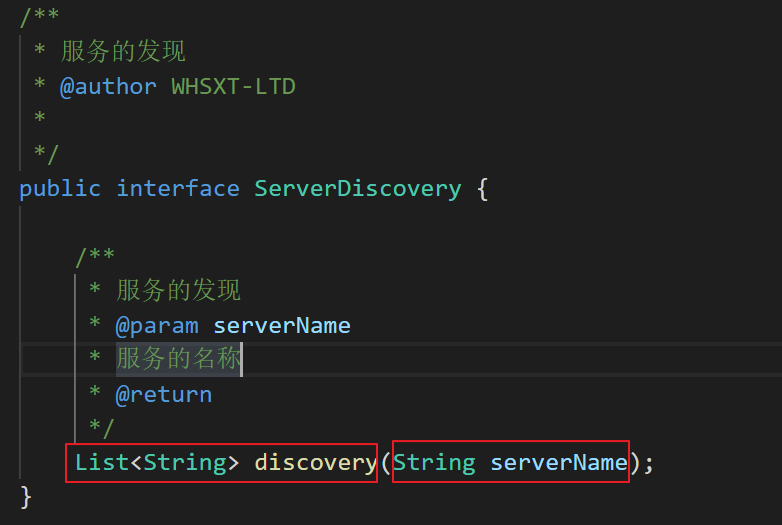 /**
* 服务的发现
* @author WHSXT-LTD
*
*/
public interface ServerDiscovery {
/**
* 服务的发现
* @param serverName
* 服务的名称
* @return
*/
List<String> discovery(String serverName);
}